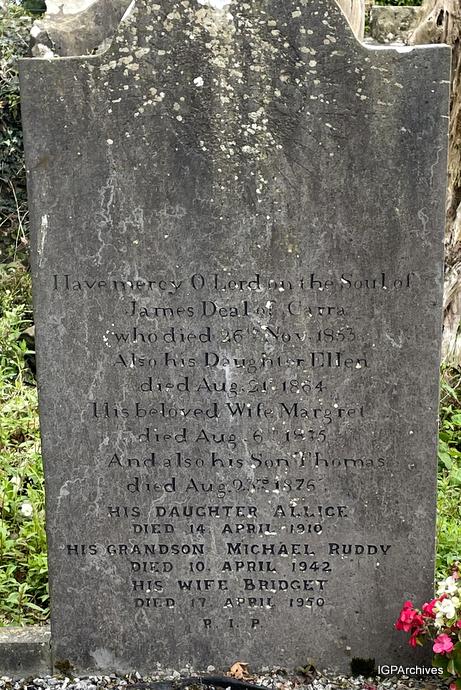 Have mercy O Lord on the Soul of
James Deal of Carra
who died 26th Nov. 1853
Also his Daughter Ellen
died Aug. 21st 1864
His beloved Wife Margret
died Aug. 6th 1875
And also his Son Thomas
died Aug. 23rd 1876
HIS DAUGHTER ALLICE
DIED 14. APRIL 1910
HIS GRANDSON MICHAEL RUDDY
DIED 10. APRIL 1942
HIS WIFE BRIDGET
DIED 17. APRIL 1950
R. I. P.
IGPArchives